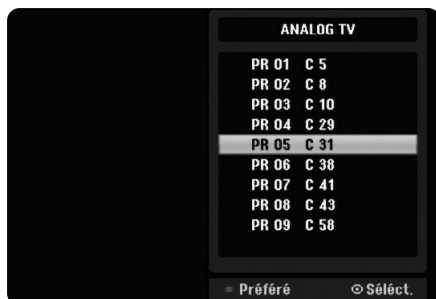 ANALOG TV
PR 01 C 5
PR 02 C 8
PR 03 C 10
PR 04 C 29
PR 05 C 31
PR 06 C 38
PR 07 C 41
PR 08 C 43
PR 09 C 58
Préféré ⊙ Séléct.